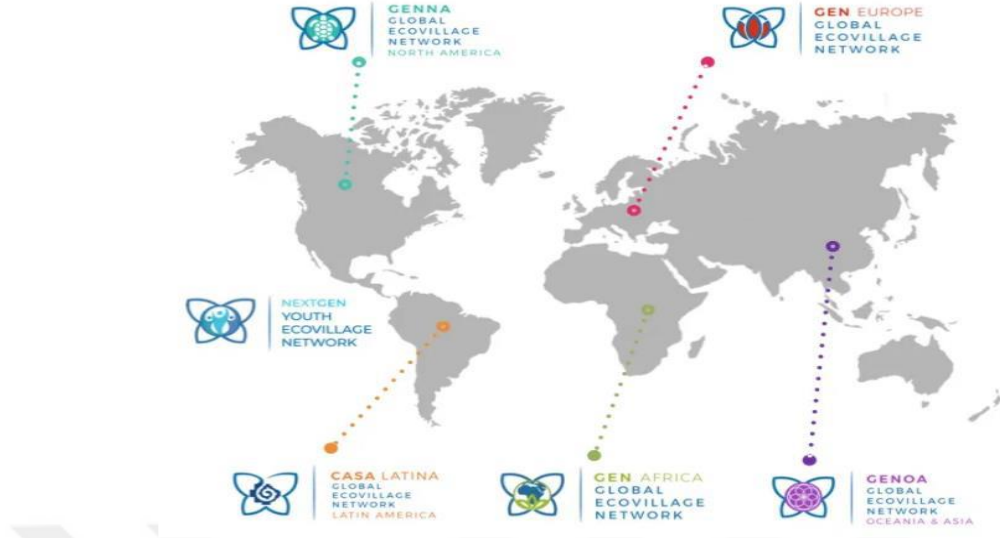 GENNA
GLOBAL
ECOVILLAGE
NETWORK
NORTH AMERICA
GEN EUROPE
GLOBAL
ECOVILLAGE
NETWORK
NEXTGEN
YOUTH
ECOVILLAGE
NETWORK
CASA LATINA
GLOBAL
ECOVILLAGE
NETWORK
LATIN AMERICA
GEN AFRICA
GLOBAL
ECOVILLAGE
NETWORK
GENOA
GLOBAL
ECOVILLAGE
NETWORK
OCEANIA & ASIA